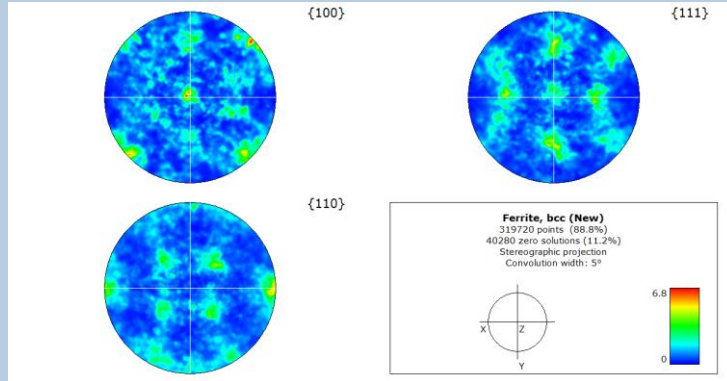 {100}
{111}
{110}
Ferrite, bcc (New)
319720 points (88.8%)
40280 zero solutions (11.2%)
Stereographic projection
Convolution width: 5°
6.8
X
Z
Y
0